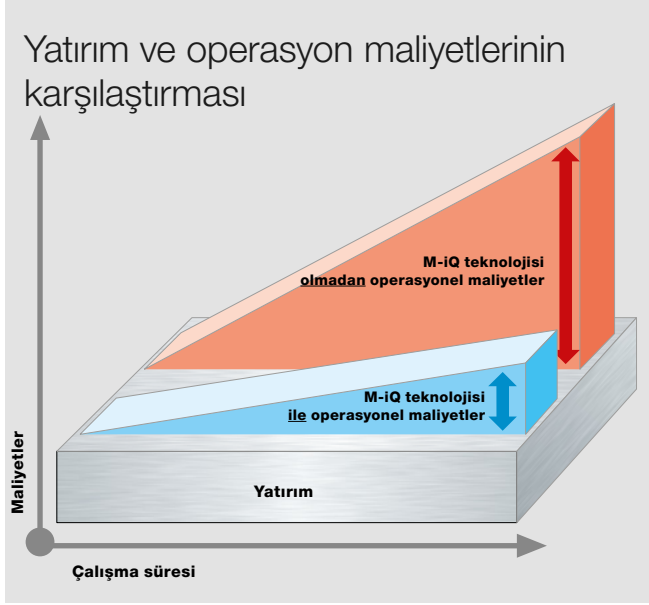 Yatırım ve operasyon maliyetlerinin
karşılaştırması
M-iQ teknolojisi
olmadan operasyonel maliyetler
M-iQ teknolojisi
ile operasyonel maliyetler
Yatırım
Maliyetler
Çalışma süresi